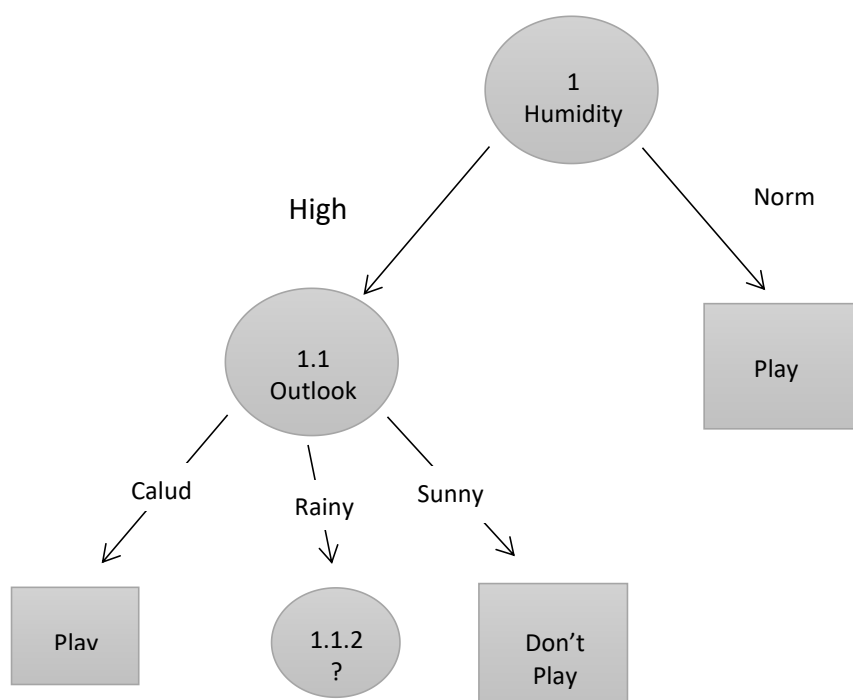 1
Humidity
High
Norm
1.1
Outlook
Play
Calud
Rainy
Sunny
Play
1.1.2
?
Don't
Play